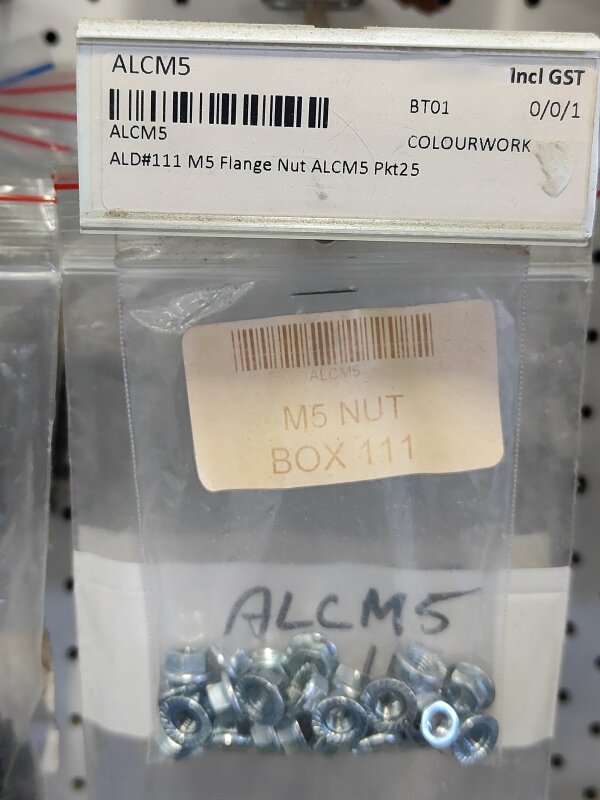 ALCM5
Incl GST
BT01 0/0/1
ALCM5
COLOURWORK
ALD#111 M5 Flange Nut ALCM5 Pkt25
ALCM5
M5 NUT
BOX 111
ALCM5